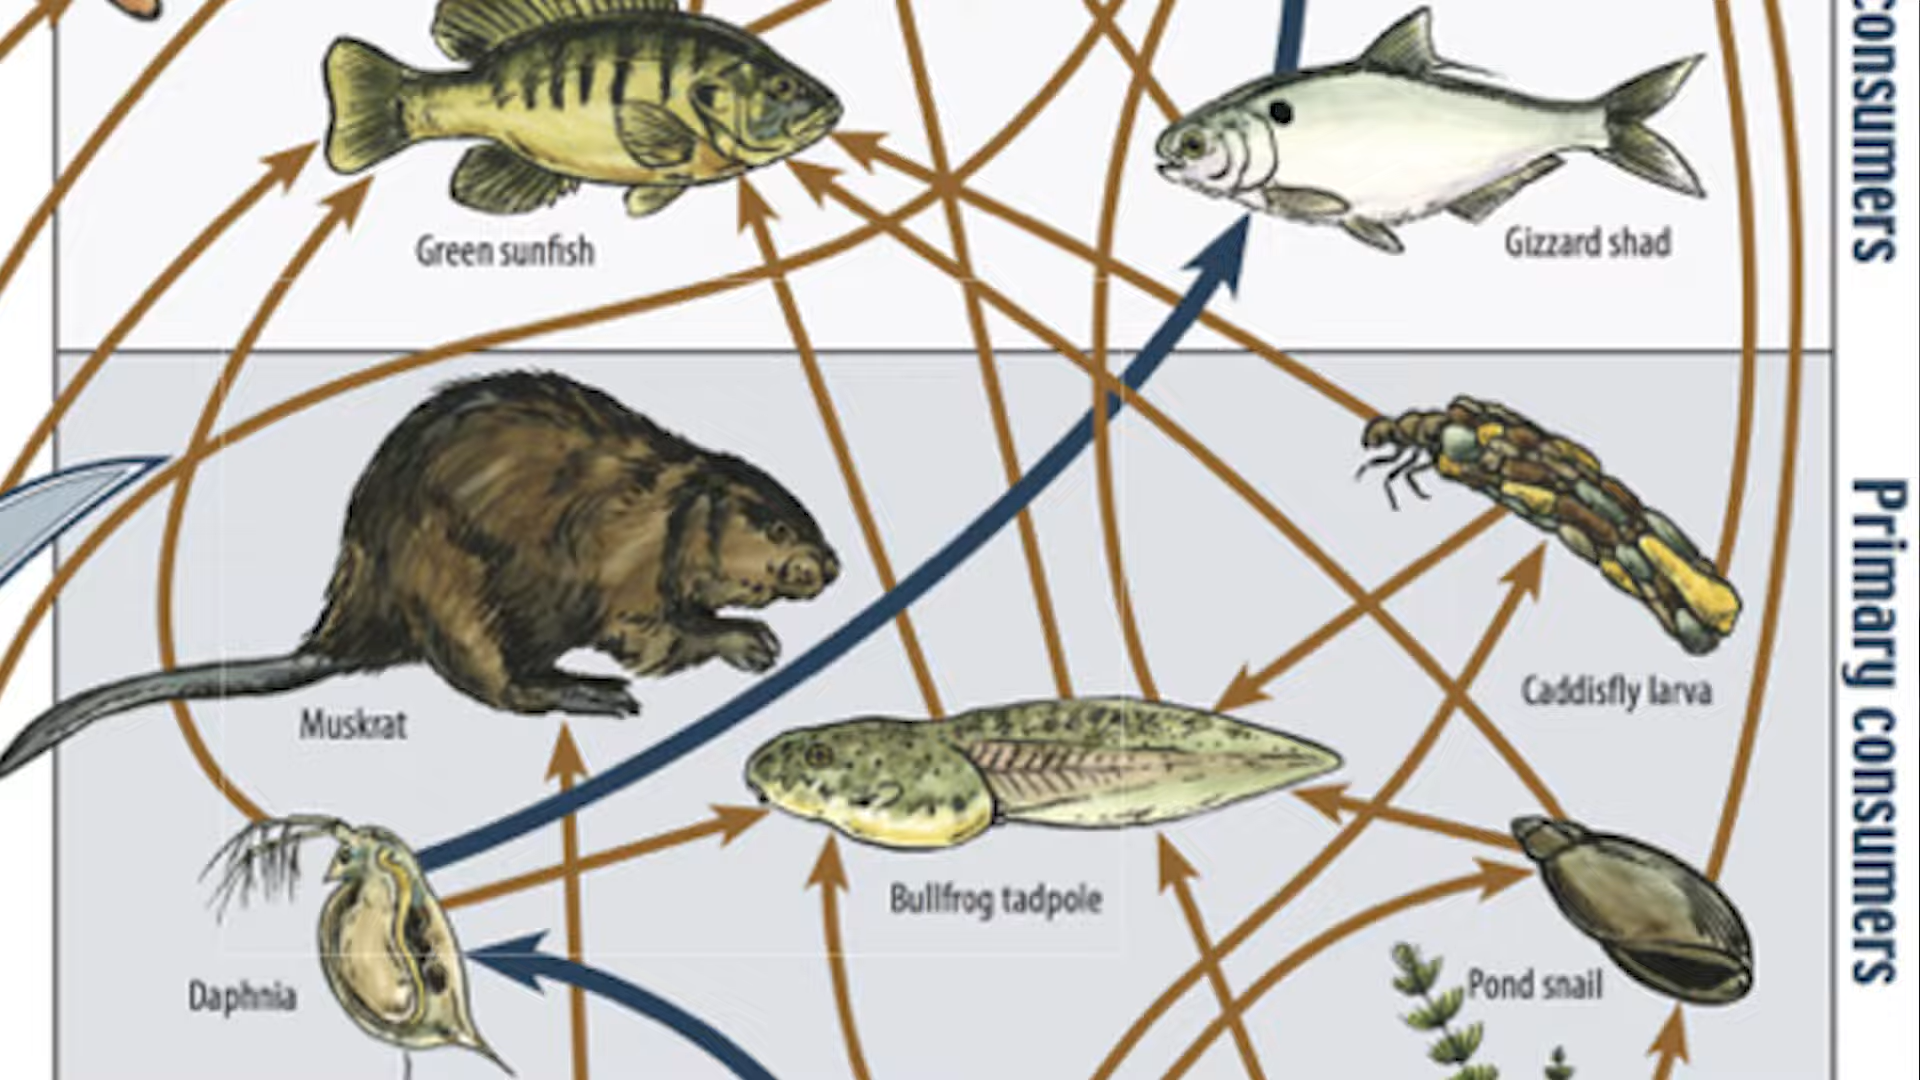 consumers
Green sunfish
Gizzard shad
Primary consumers
Caddisfly larva
Muskrat
Bullfrog tadpole
Pond snail
Daphnia